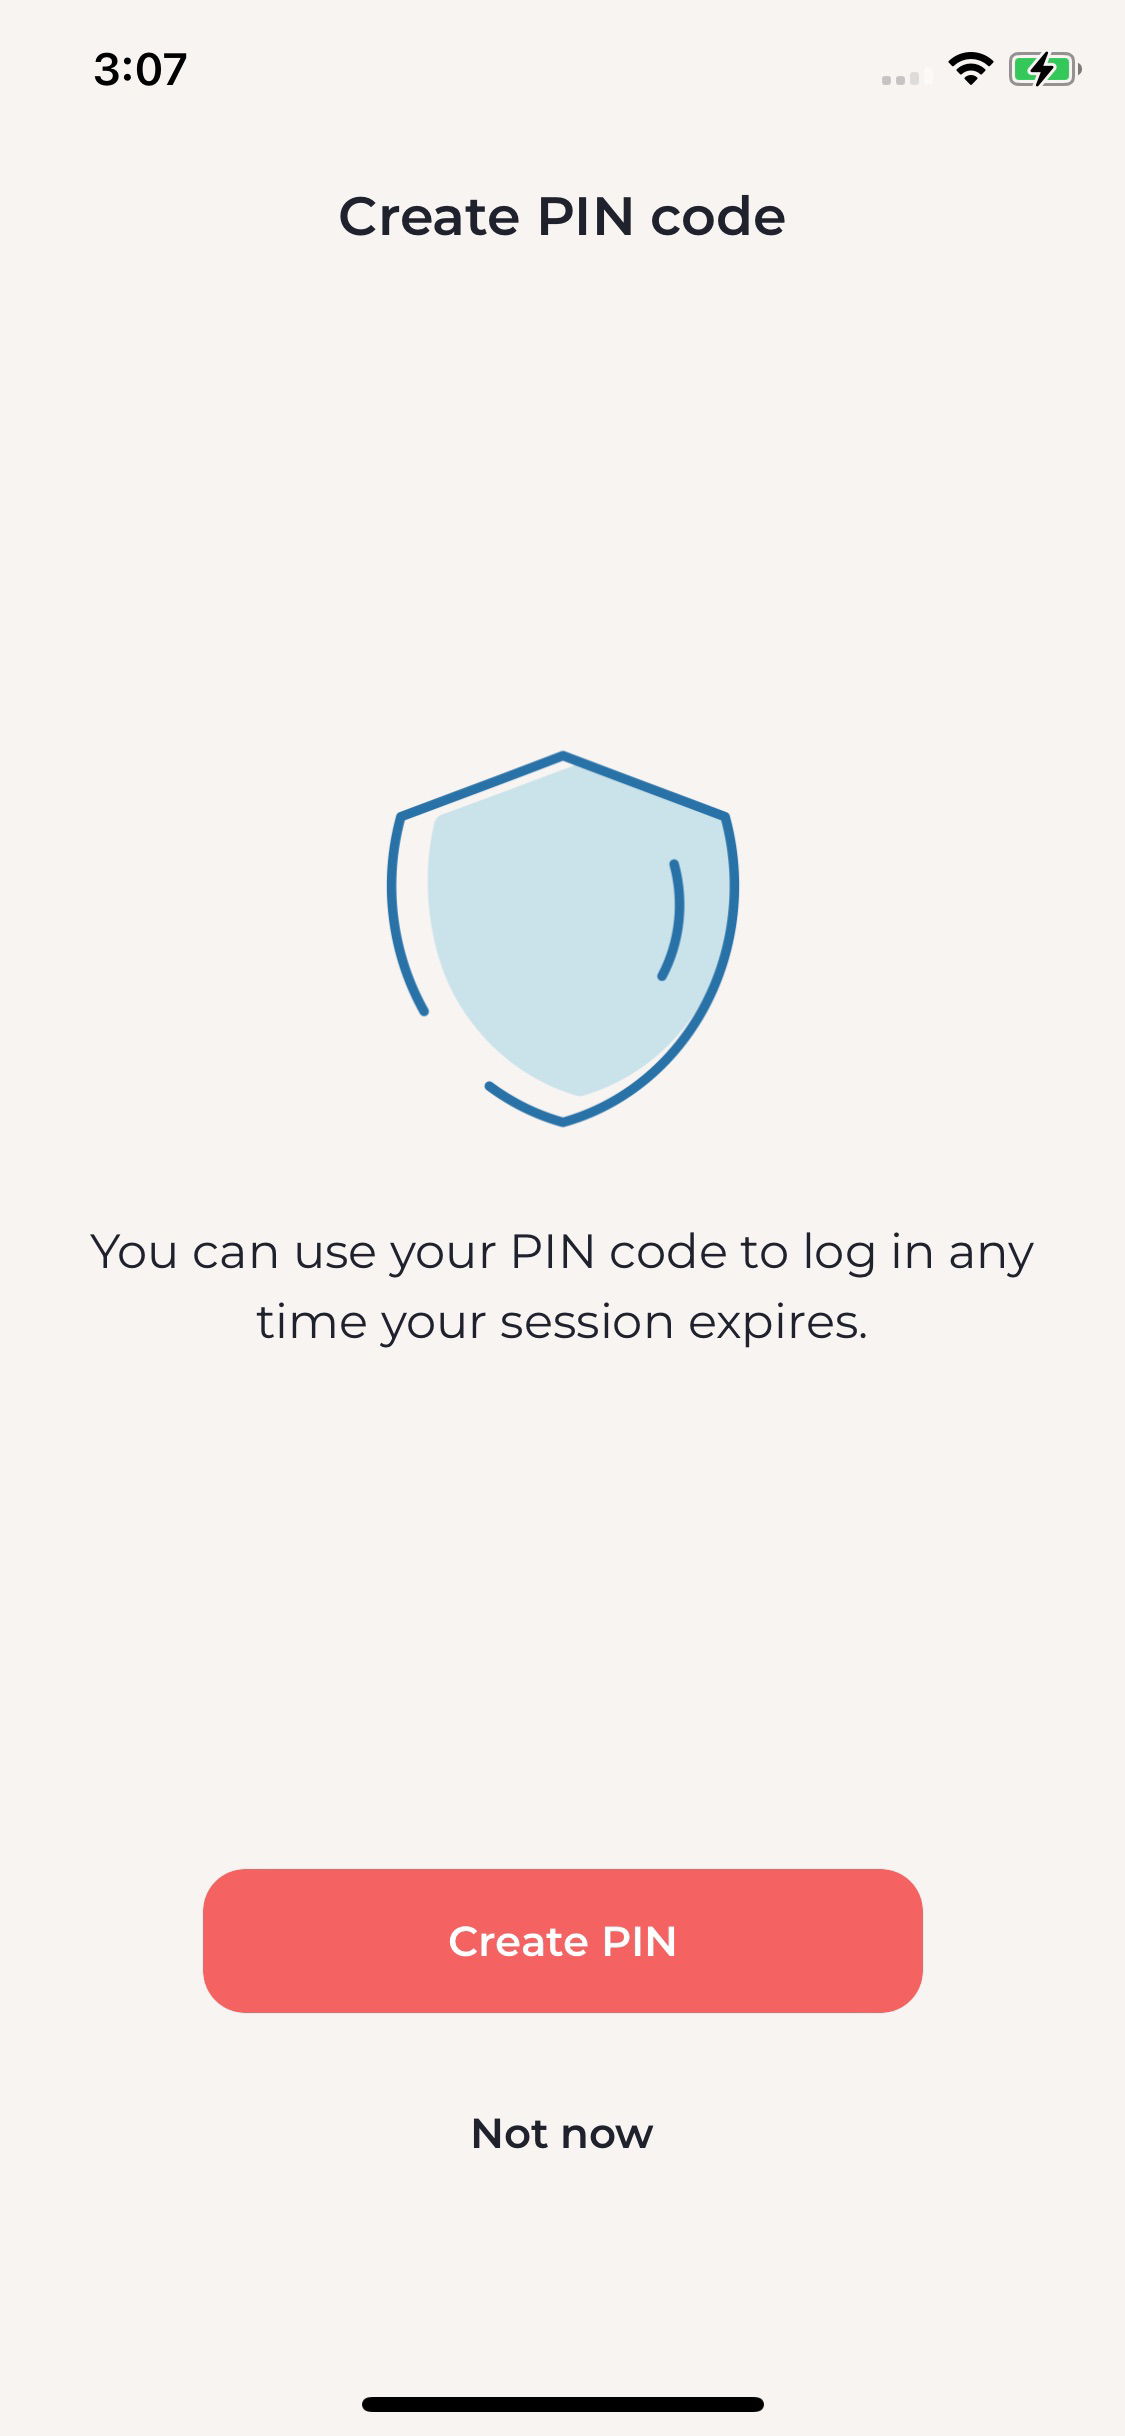 3:07
Create PIN code
You can use your PIN code to log in any
time your session expires.
Create PIN
Not now